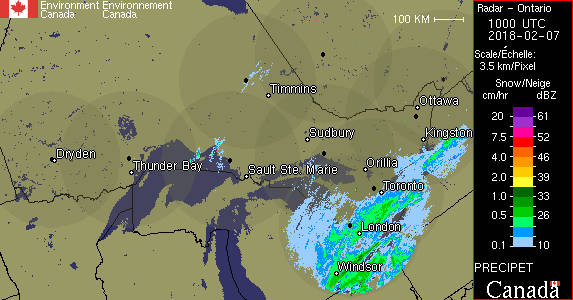 Environment Environnement
Canada Canada
100 KM
Timmins
Ottawa
Sudbury
Kingston
Dryden
Thunder Bay
Sault Ste. Marie
Orillia
Toronto
London
Windsor
Radar - Ontario
1000 UTC
2018-02-07
Scale/Échelle:
3.5 km/Pixel
Snow/Neige
cm/hr dBZ
20 61
7.5 52
4.0 46
2.0 39
1.0 33
0.5 26
0.1 10
PRECIPET
Canada